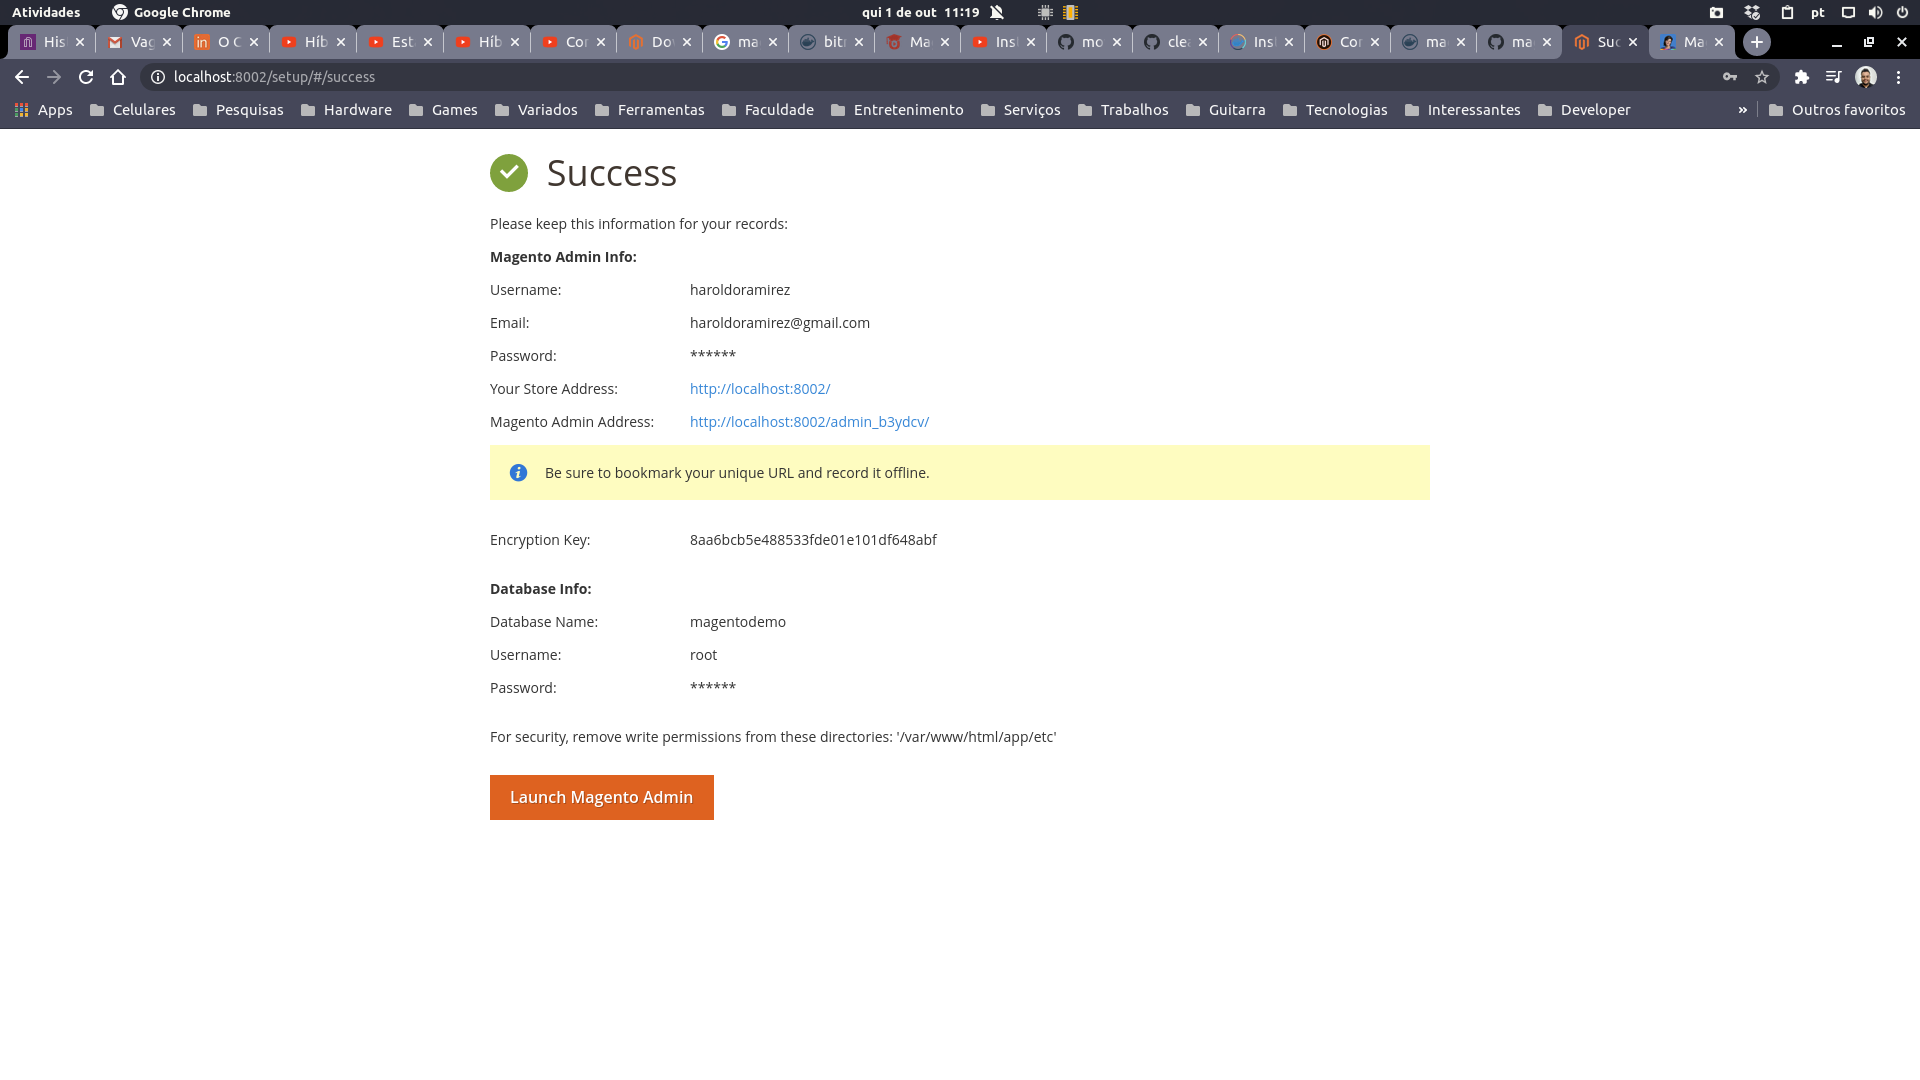 Atividades Google Chrome qui 1 de out 11:19 pt
His Vag O C Híb Est Híb Cor Do ma bitr Ma Ins mo clea Inst Cor ma ma Suc Ma
localhost:8002/setup/#/success
Apps Celulares Pesquisas Hardware Games Variados Ferramentas Faculdade Entretenimento Serviços Trabalhos Guitarra Tecnologias Interessantes Developer » Outros favoritos
Success
Please keep this information for your records:
Magento Admin Info:
Username: haroldoramirez
Email: haroldoramirez@gmail.com
Password: ******
Your Store Address: http://localhost:8002/
Magento Admin Address: http://localhost:8002/admin_b3ydcv/
Be sure to bookmark your unique URL and record it offline.
Encryption Key: 8aa6bcb5e488533fde01e101df648abf
Database Info:
Database Name: magentodemo
Username: root
Password: ******
For security, remove write permissions from these directories: '/var/www/html/app/etc'
Launch Magento Admin